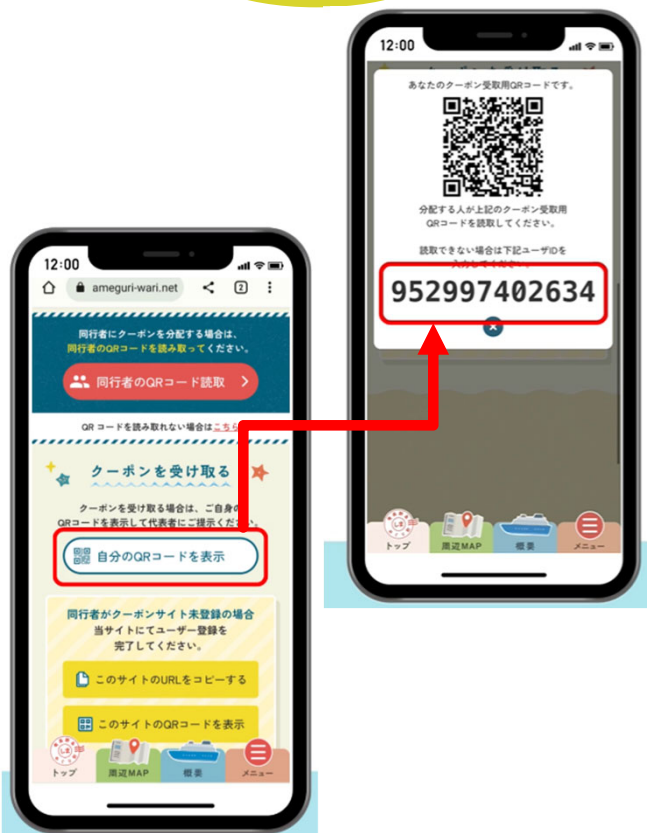 12:00
ameguri-wari.net
2
同行者にクーポンを分配する場合は、
同行者のQRコードを読み取ってください。
同行者のQRコード読取
QRコードを読み取れない場合はこちら
クーポンを受け取る
クーポンを受け取る場合は、ご自身の
QRコードを表示して代表者にご提示ください。
自分のQRコードを表示
同行者がクーポンサイト未登録の場合
当サイトにてユーザー登録を
完了してください。
このサイトのURLをコピーする
このサイトのQRコードを表示
トップ
周辺MAP
概要
メニュー
12:00
あなたのクーポン受取用QRコードです。
分配する人が上記のクーポン受取用
QRコードを読取してください。
読取できない場合は下記ユーザIDを
入力してください。
952997402634
トップ
周辺MAP
概要
メニュー